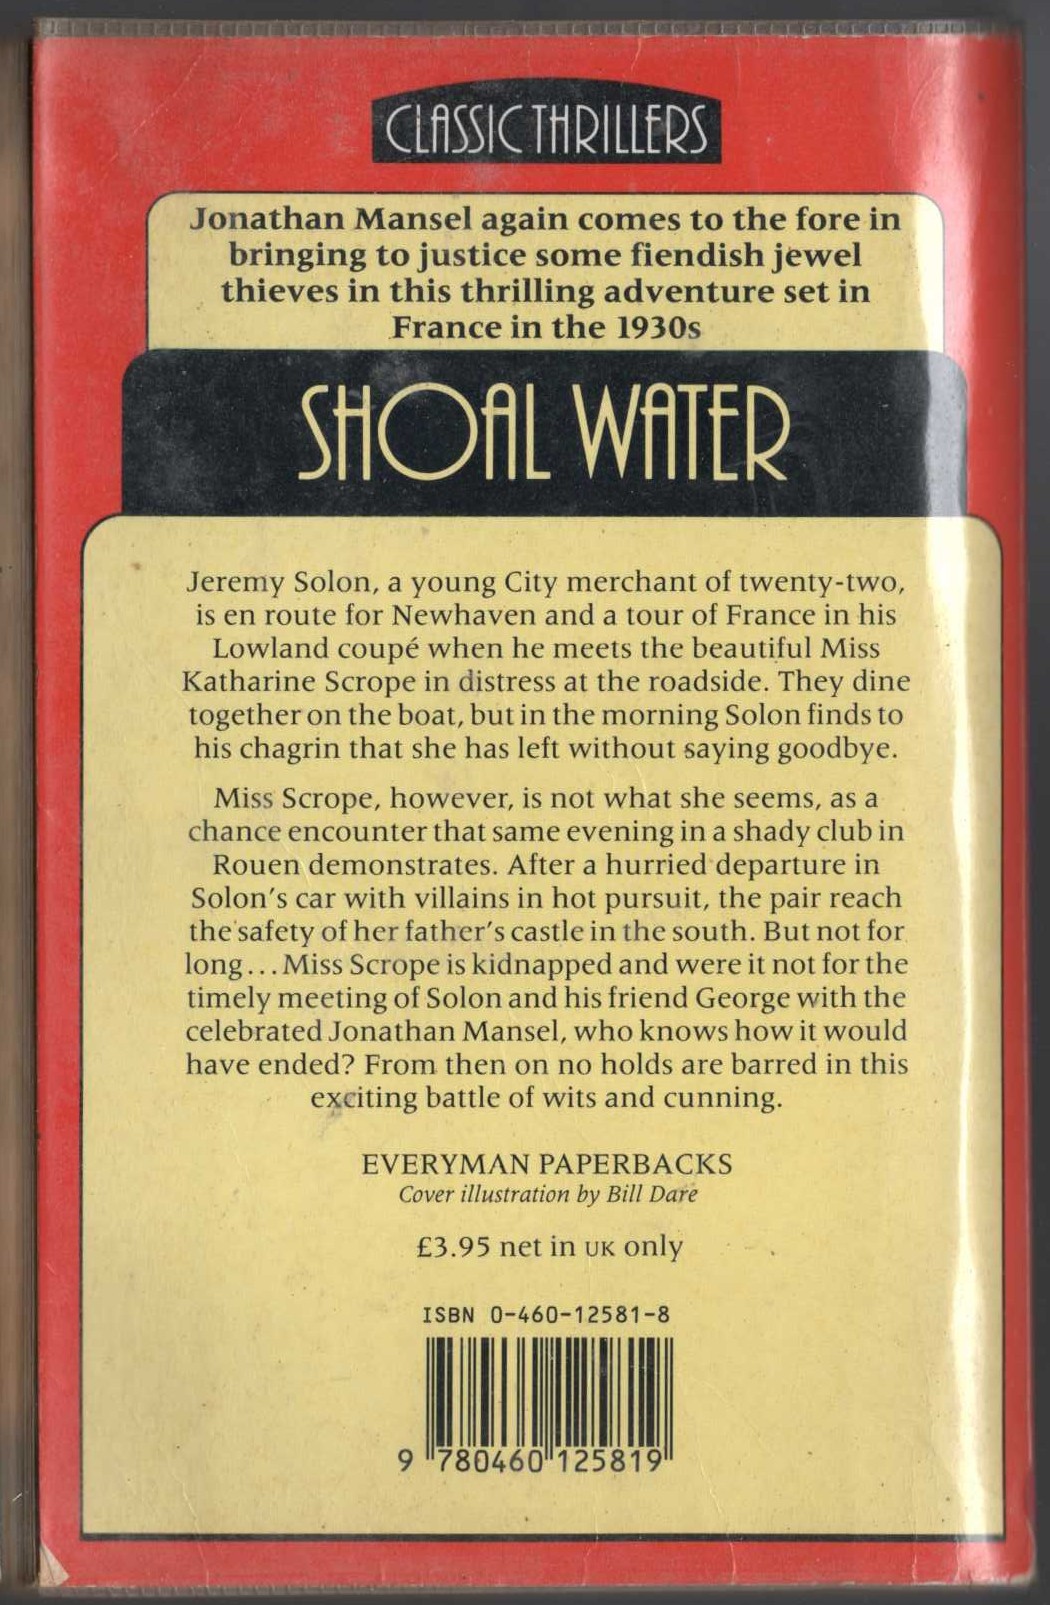 CLASSIC THRILLERS
Jonathan Mansel again comes to the fore in
bringing to justice some fiendish jewel
thieves in this thrilling adventure set in
France in the 1930s
SHOAL WATER
Jeremy Solon, a young City merchant of twenty-two,
is en route for Newhaven and a tour of France in his
Lowland coupé when he meets the beautiful Miss
Katharine Scrope in distress at the roadside. They dine
together on the boat, but in the morning Solon finds to
his chagrin that she has left without saying goodbye.
Miss Scrope, however, is not what she seems, as a
chance encounter that same evening in a shady club in
Rouen demonstrates. After a hurried departure in
Solon's car with villains in hot pursuit, the pair reach
the safety of her father's castle in the south. But not for
long... Miss Scrope is kidnapped and were it not for the
timely meeting of Solon and his friend George with the
celebrated Jonathan Mansel, who knows how it would
have ended? From then on no holds are barred in this
exciting battle of wits and cunning.
EVERYMAN PAPERBACKS
Cover illustration by Bill Dare
£3.95 net in UK only
ISBN 0-460-12581-8
9 780460 125819